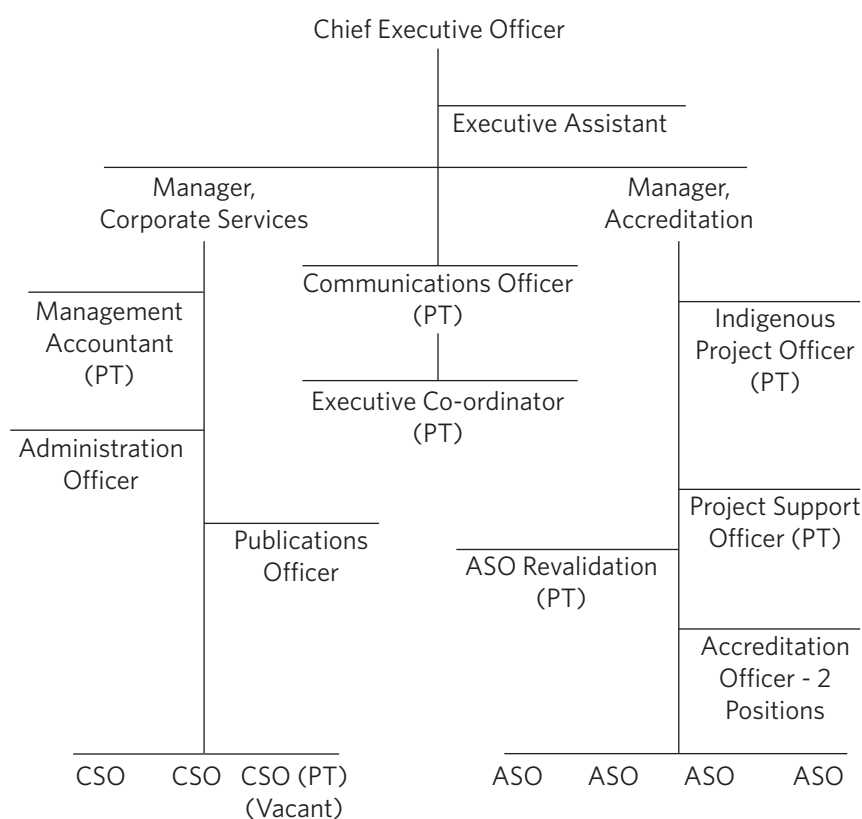 Chief Executive Officer
Executive Assistant
Manager,
Corporate Services
Manager,
Accreditation
Communications Officer
(PT)
Management
Accountant
(PT)
Indigenous
Project Officer
(PT)
Executive Co-ordinator
(PT)
Administration
Officer
Project Support
Officer (PT)
Publications
Officer
ASO Revalidation
(PT)
Accreditation
Officer - 2
Positions
CSO CSO CSO (PT)
(Vacant)
ASO ASO ASO ASO